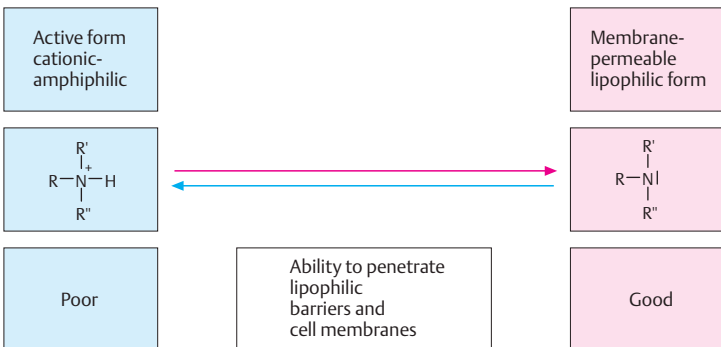 Active form
cationic-
amphiphilic
Membrane-
permeable
lipophilic form
R'
+
R—N—H
R"
R'
R—N
R"
Poor
Ability to penetrate
lipophilic
barriers and
cell membranes
Good